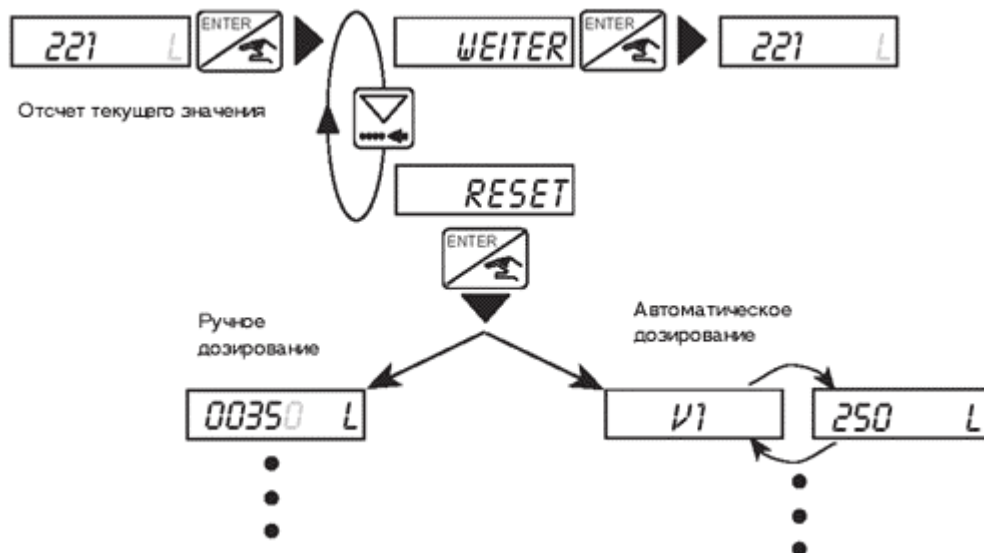 221 L
ENTER
WEITER
ENTER
221 L
Отсчет текущего значения
RESET
ENTER
Ручное
дозирование
Автоматическое
дозирование
00350 L
V1
250 L